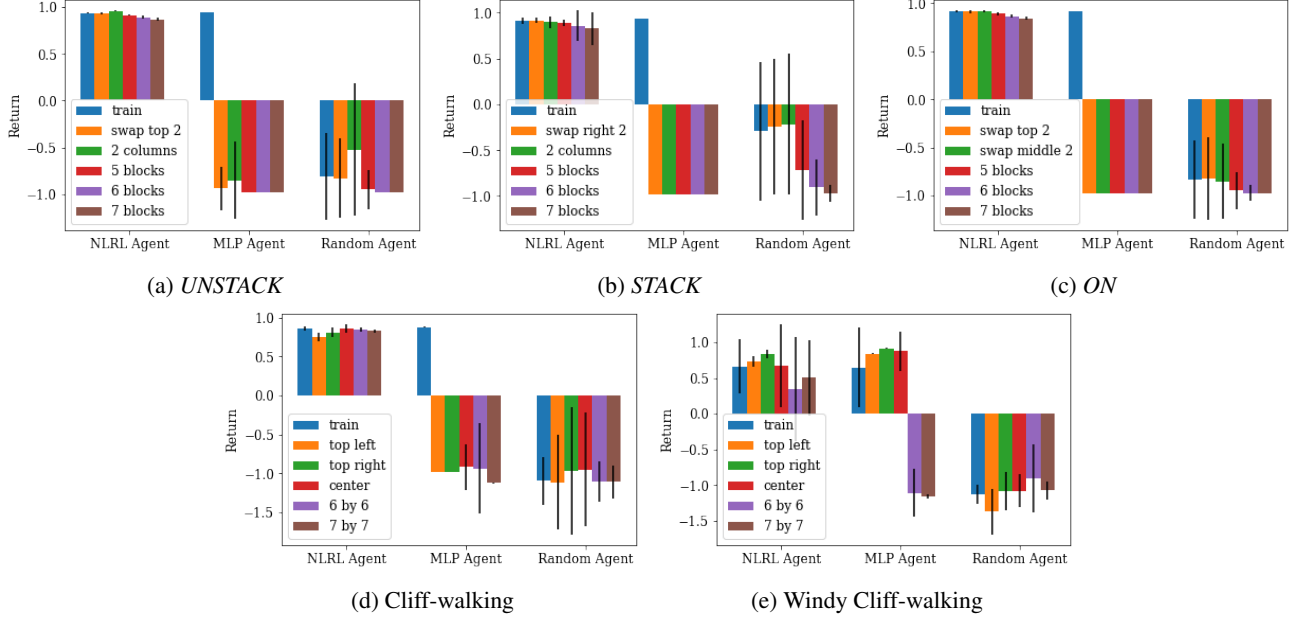 1.0
0.5
0.0
−0.5
−1.0
Return
train
swap top 2
2 columns
5 blocks
6 blocks
7 blocks
NLRL Agent
MLP Agent
Random Agent
(a) UNSTACK
1.0
0.5
0.0
−0.5
−1.0
Return
train
swap right 2
2 columns
5 blocks
6 blocks
7 blocks
NLRL Agent
MLP Agent
Random Agent
(b) STACK
1.0
0.5
0.0
−0.5
−1.0
Return
train
swap top 2
swap middle 2
5 blocks
6 blocks
7 blocks
NLRL Agent
MLP Agent
Random Agent
(c) ON
1.0
0.5
0.0
−0.5
−1.0
−1.5
Return
train
top left
top right
center
6 by 6
7 by 7
NLRL Agent
MLP Agent
Random Agent
(d) Cliff-walking
1.0
0.5
0.0
−0.5
−1.0
−1.5
Return
train
top left
top right
center
6 by 6
7 by 7
NLRL Agent
MLP Agent
Random Agent
(e) Windy Cliff-walking